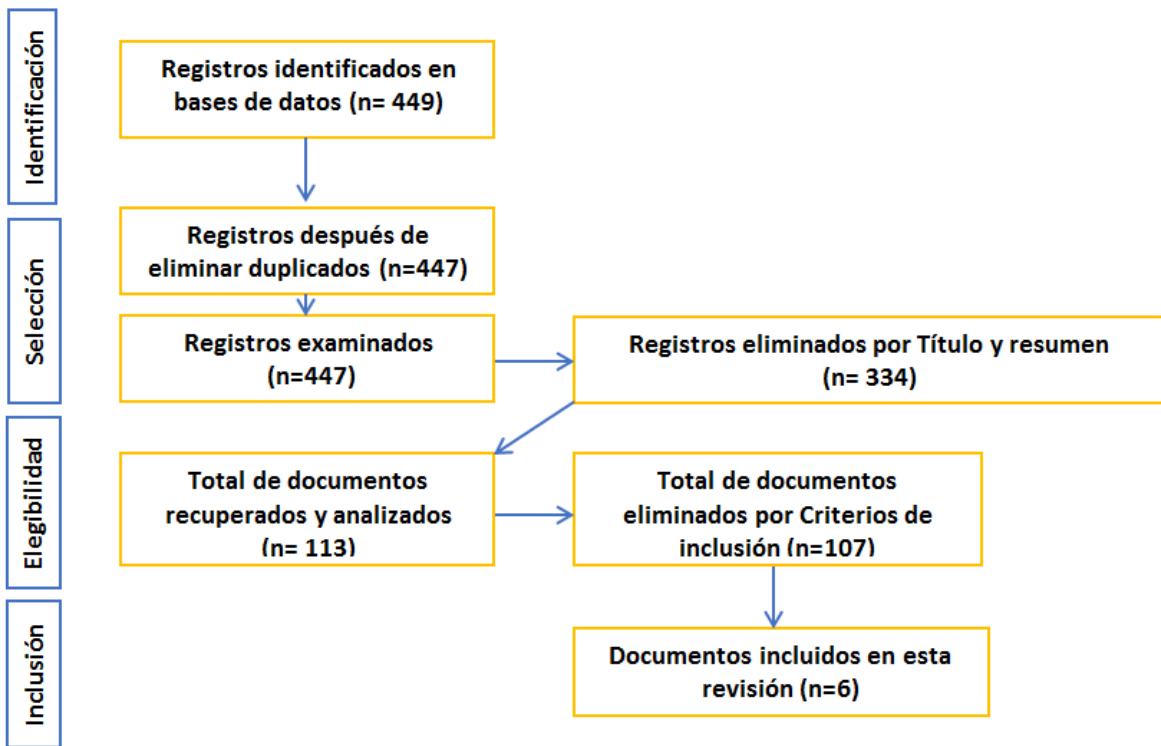 Identificación
Registros identificados en
bases de datos (n= 449)
Selección
Registros después de
eliminar duplicados (n=447)
Registros examinados
(n=447)
Registros eliminados por Título y resumen
(n= 334)
Elegibilidad
Total de documentos
recuperados y analizados
(n= 113)
Total de documentos
eliminados por Criterios de
inclusión (n=107)
Inclusión
Documentos incluidos en esta
revisión (n=6)